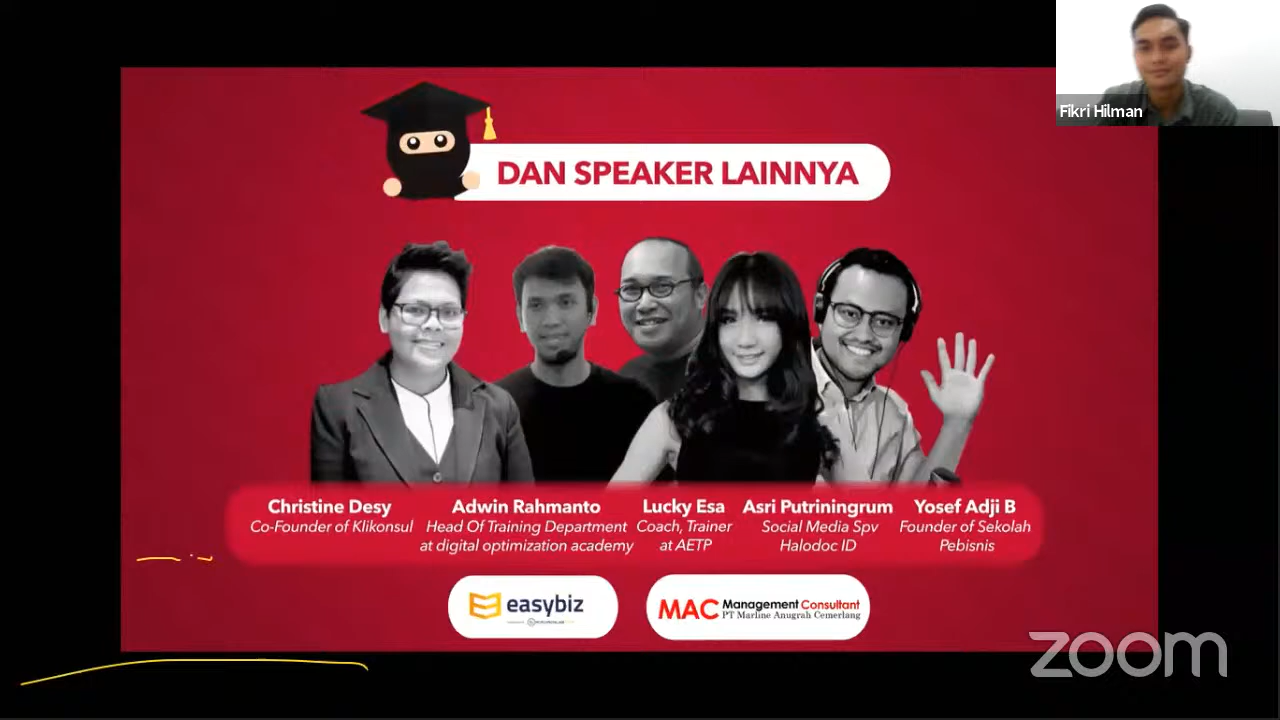 Fikri Hilman
DAN SPEAKER LAINNYA
Christine Desy
Co-Founder of Klikonsul
Adwin Rahmanto
Head Of Training Department
at digital optimization academy
Lucky Esa
Coach, Trainer
at AETP
Asri Putriningrum
Social Media Spv
Halodoc ID
Yosef Adji B
Founder of Sekolah
Pebisnis
easybiz
MAC Management Consultant
PT Marline Anugrah Cemerlang
zoom